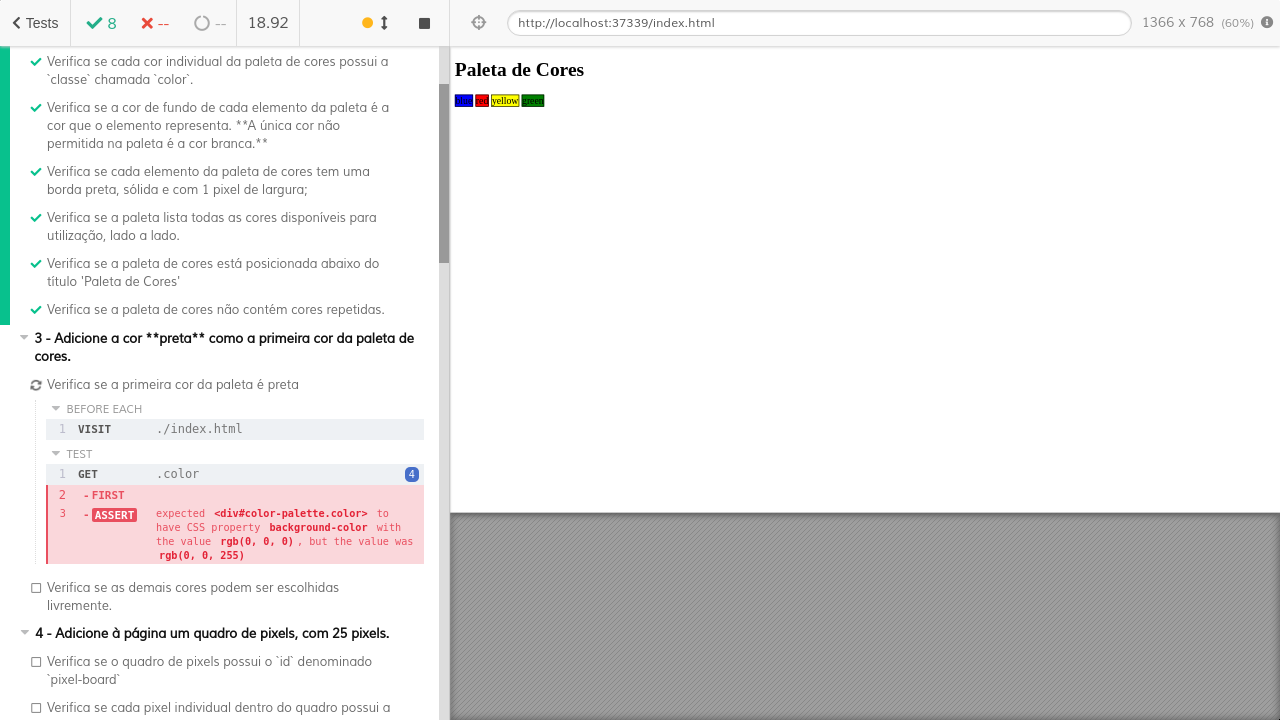 Tests
8
--
--
18.92
http://localhost:37339/index.html
1366 x 768 (60%)
Verifica se cada cor individual da paleta de cores possui a
`classe` chamada `color`.
Verifica se a cor de fundo de cada elemento da paleta é a
cor que o elemento representa. **A única cor não
permitida na paleta é a cor branca.**
Verifica se cada elemento da paleta de cores tem uma
borda preta, sólida e com 1 pixel de largura;
Verifica se a paleta lista todas as cores disponíveis para
utilização, lado a lado.
Verifica se a paleta de cores está posicionada abaixo do
título 'Paleta de Cores'
Verifica se a paleta de cores não contém cores repetidas.
3 - Adicione a cor **preta** como a primeira cor da paleta de
cores.
Verifica se a primeira cor da paleta é preta
BEFORE EACH
1 VISIT ./index.html
TEST
1 GET .color 4
2 - FIRST
3 - ASSERT expected <div#color-palette.color> to
have CSS property background-color with
the value rgb(0, 0, 0), but the value was
rgb(0, 0, 255)
Verifica se as demais cores podem ser escolhidas
livremente.
4 - Adicione à página um quadro de pixels, com 25 pixels.
Verifica se o quadro de pixels possui o `id` denominado
`pixel-board`
Verifica se cada pixel individual dentro do quadro possui a
Paleta de Cores
red yellow green